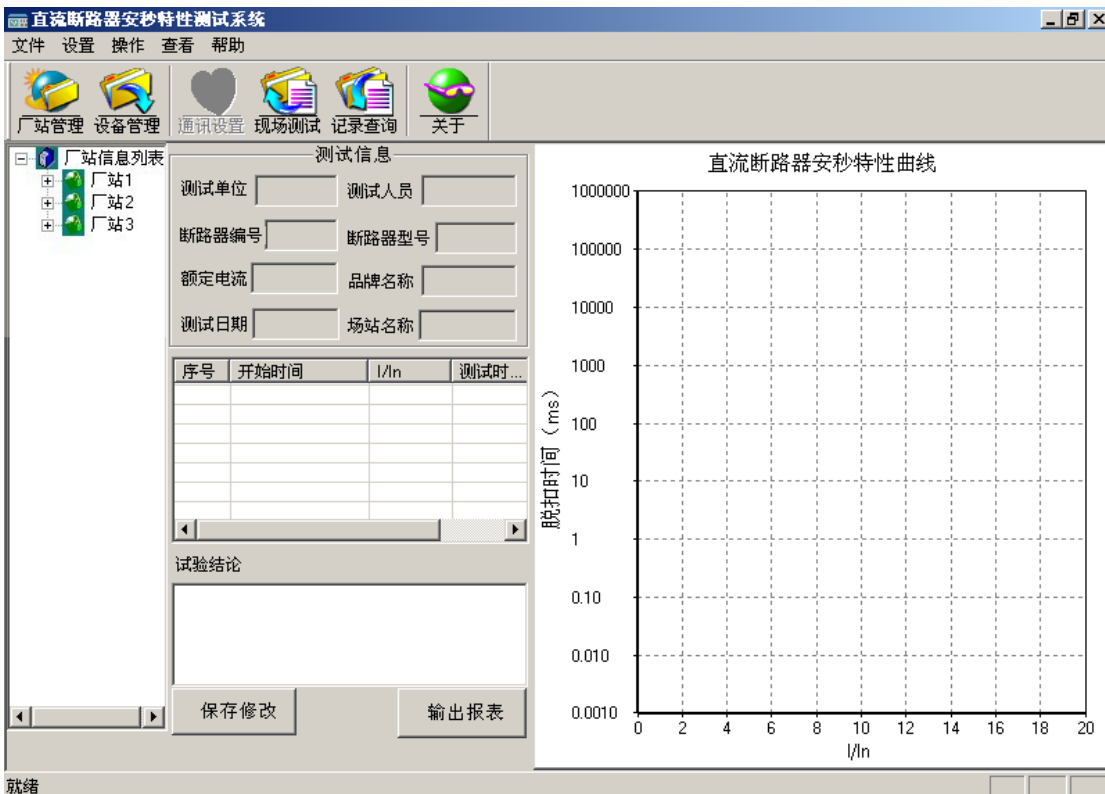 直流断路器安秒特性测试系统
文件 设置 操作 查看 帮助
厂站管理 设备管理 通讯设置 现场测试 记录查询 关于
厂站信息列表
厂站1
厂站2
厂站3
测试信息
测试单位 测试人员
断路器编号 断路器型号
额定电流 品牌名称
测试日期 场站名称
序号 开始时间 I/In 测试时...
试验结论
保存修改 输出报表
直流断路器安秒特性曲线
脱扣时间（ms）
1000000
100000
10000
1000
100
10
1
0.10
0.010
0.0010
0 2 4 6 8 10 12 14 16 18 20
I/In
就绪